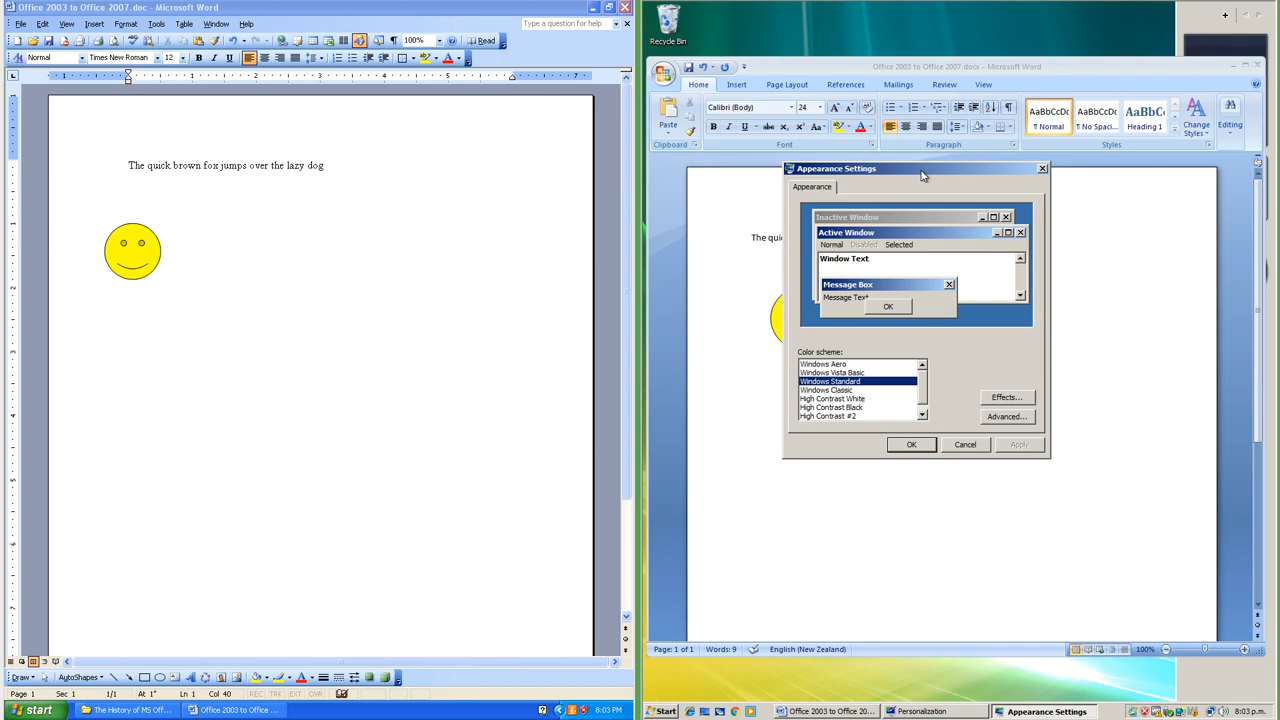 Office 2003 to Office 2007.doc - Microsoft Word
File Edit View Insert Format Tools Table Window Help
Type a question for help
100%
Read
Normal Times New Roman 12
The quick brown fox jumps over the lazy dog
Draw AutoShapes
Page 1 Sec 1 1/1 At 1" Ln 1 Col 40 REC TRK EXT OVR
start The History of MS Off... Office 2003 to Office ... 8:03 PM
Recycle Bin
Office 2003 to Office 2007.docx - Microsoft Word
Home Insert Page Layout References Mailings Review View
Paste
Calibri (Body) 24
AaBbCcDc AaBbCcDc AaBbCc
¶ Normal ¶ No Spaci... Heading 1
Change Styles
Editing
Clipboard Font Paragraph Styles
The quic
Appearance Settings
Appearance
Inactive Window
Active Window
Normal Disabled Selected
Window Text
Message Box
Message Text
OK
Color scheme:
Windows Aero
Windows Vista Basic
Windows Standard
Windows Classic
High Contrast White
High Contrast Black
High Contrast #2
Effects...
Advanced...
OK Cancel Apply
Page: 1 of 1 Words: 9 English (New Zealand) 100%
Start Office 2003 to Office 20... Personalization Appearance Settings 8:03 p.m.